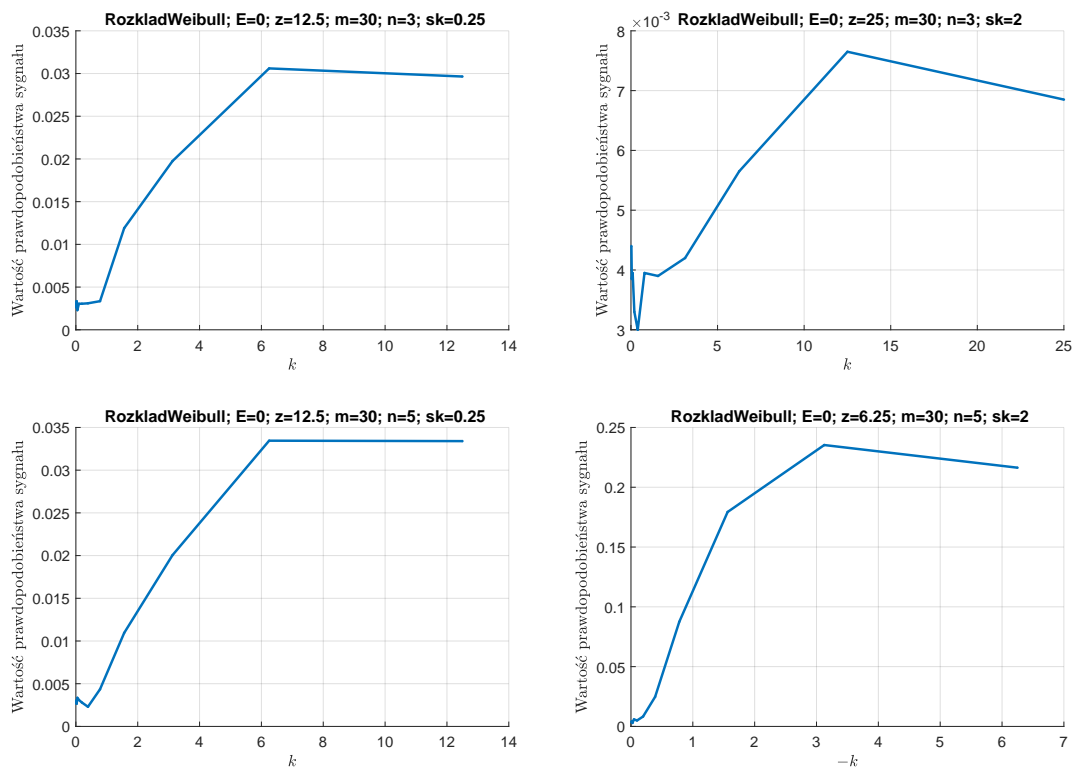 RozkladWeibull; E=0; z=12.5; m=30; n=3; sk=0.25
0.035
0.03
0.025
0.02
0.015
0.01
0.005
0
Wartość prawdopodobieństwa sygnału
0 2 4 6 8 10 12 14
k
RozkladWeibull; E=0; z=25; m=30; n=3; sk=2
×10⁻³
8
7
6
5
4
3
Wartość prawdopodobieństwa sygnału
0 5 10 15 20 25
k
RozkladWeibull; E=0; z=12.5; m=30; n=5; sk=0.25
0.035
0.03
0.025
0.02
0.015
0.01
0.005
0
Wartość prawdopodobieństwa sygnału
0 2 4 6 8 10 12 14
k
RozkladWeibull; E=0; z=6.25; m=30; n=5; sk=2
0.25
0.2
0.15
0.1
0.05
0
Wartość prawdopodobieństwa sygnału
0 1 2 3 4 5 6 7
−k